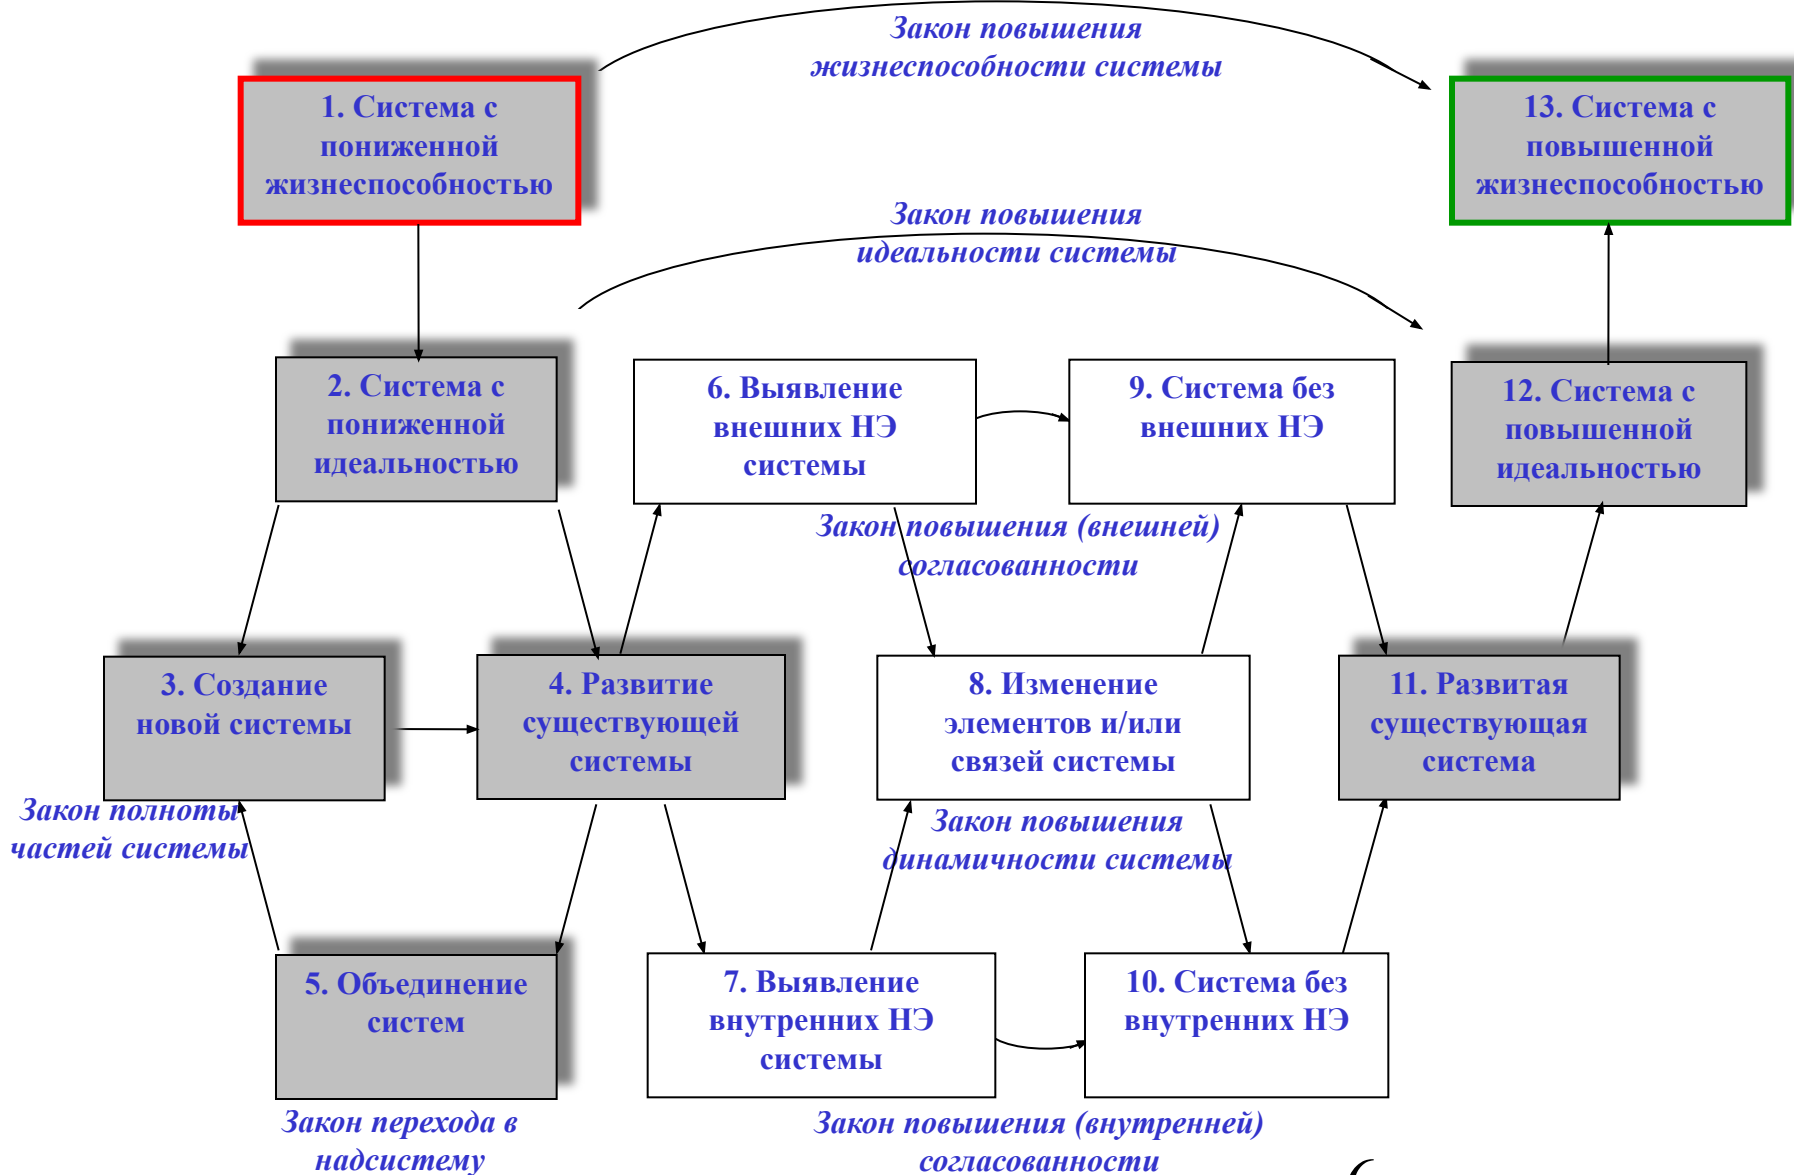 Закон повышения
жизнеспособности системы
1. Система с
пониженной
жизнеспособностью
13. Система с
повышенной
жизнеспособностью
Закон повышения
идеальности системы
2. Система с
пониженной
идеальностью
6. Выявление
внешних НЭ
системы
9. Система без
внешних НЭ
12. Система с
повышенной
идеальностью
Закон повышения (внешней)
согласованности
3. Создание
новой системы
4. Развитие
существующей
системы
8. Изменение
элементов и/или
связей системы
11. Развитая
существующая
система
Закон полноты
частей системы
Закон повышения
динамичности системы
5. Объединение
систем
7. Выявление
внутренних НЭ
системы
10. Система без
внутренних НЭ
Закон перехода в
надсистему
Закон повышения (внутренней)
согласованности